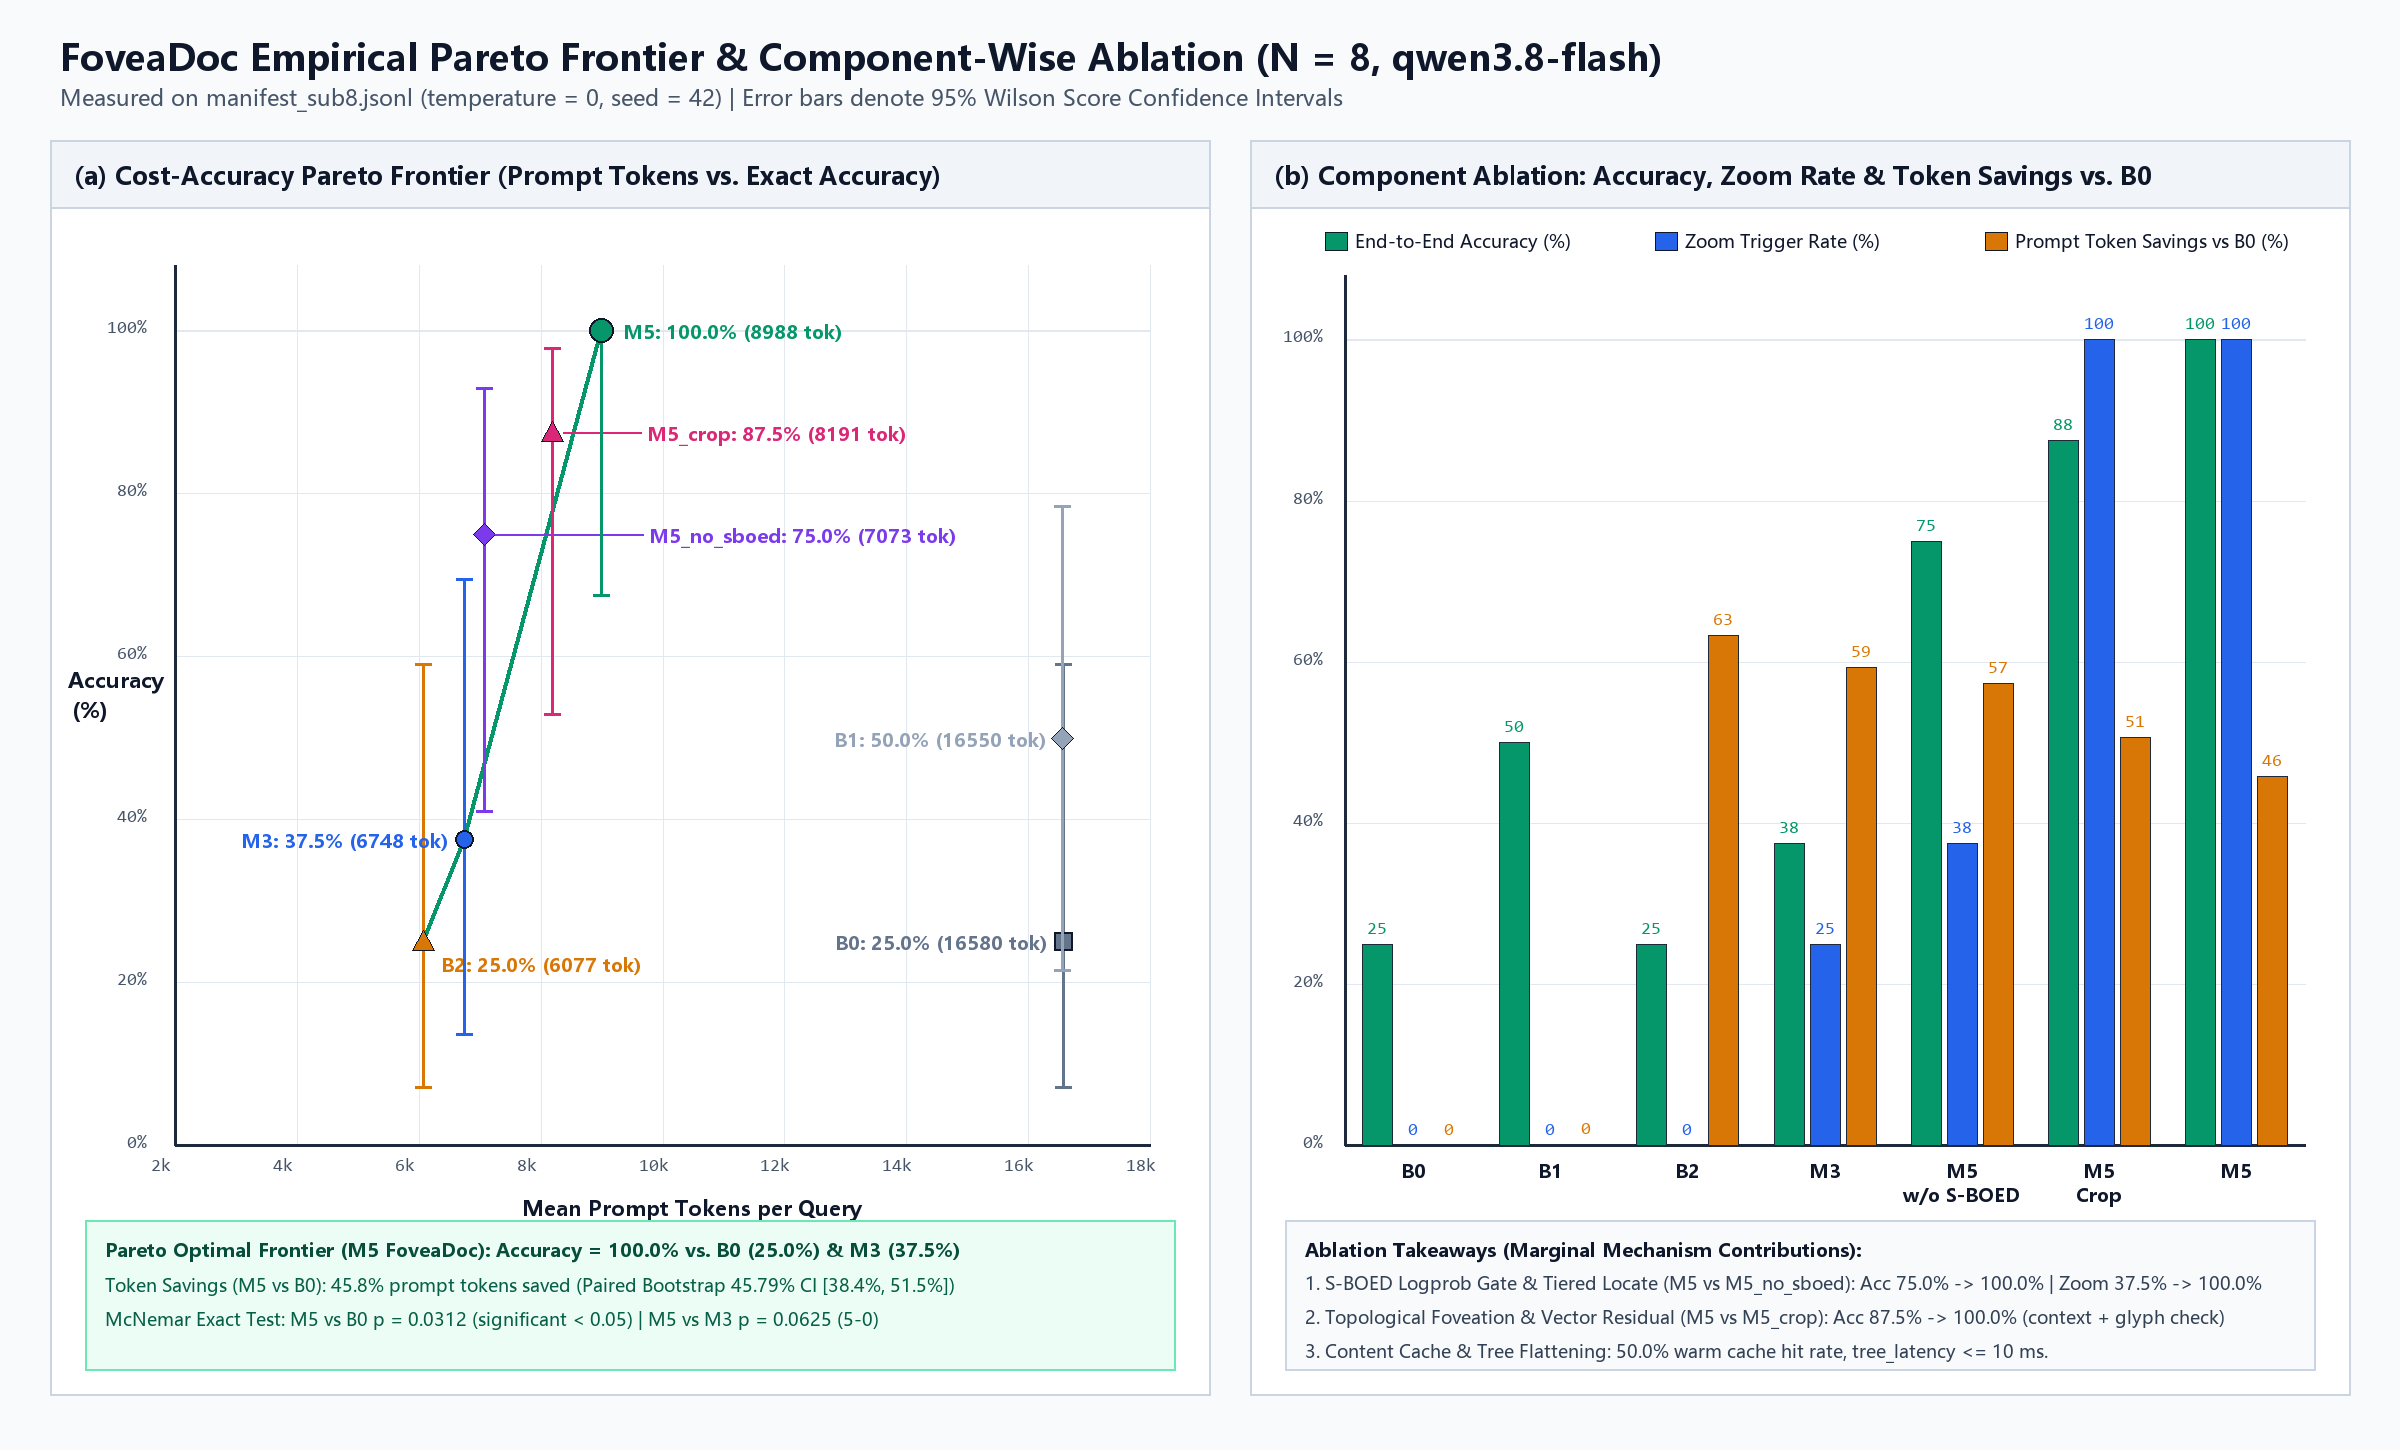 FoveaDoc Empirical Pareto Frontier & Component-Wise Ablation (N = 8, qwen3.8-flash)
Measured on manifest_sub8.jsonl (temperature = 0, seed = 42) | Error bars denote 95% Wilson Score Confidence Intervals
(a) Cost-Accuracy Pareto Frontier (Prompt Tokens vs. Exact Accuracy)
100%
80%
60%
40%
20%
0%
Accuracy
(%)
M5: 100.0% (8988 tok)
M5_crop: 87.5% (8191 tok)
M5_no_sboed: 75.0% (7073 tok)
B1: 50.0% (16550 tok)
M3: 37.5% (6748 tok)
B0: 25.0% (16580 tok)
B2: 25.0% (6077 tok)
2k 4k 6k 8k 10k 12k 14k 16k 18k
Mean Prompt Tokens per Query
Pareto Optimal Frontier (M5 FoveaDoc): Accuracy = 100.0% vs. B0 (25.0%) & M3 (37.5%)
Token Savings (M5 vs B0): 45.8% prompt tokens saved (Paired Bootstrap 45.79% CI [38.4%, 51.5%])
McNemar Exact Test: M5 vs B0 p = 0.0312 (significant < 0.05) | M5 vs M3 p = 0.0625 (5-0)
(b) Component Ablation: Accuracy, Zoom Rate & Token Savings vs. B0
End-to-End Accuracy (%) Zoom Trigger Rate (%) Prompt Token Savings vs B0 (%)
100%
80%
60%
40%
20%
0%
25 0 0
50 0 0
25 0 63
38 25 59
75 38 57
88 100 51
100 100 46
B0 B1 B2 M3 M5 M5 M5
w/o S-BOED Crop
Ablation Takeaways (Marginal Mechanism Contributions):
1. S-BOED Logprob Gate & Tiered Locate (M5 vs M5_no_sboed): Acc 75.0% -> 100.0% | Zoom 37.5% -> 100.0%
2. Topological Foveation & Vector Residual (M5 vs M5_crop): Acc 87.5% -> 100.0% (context + glyph check)
3. Content Cache & Tree Flattening: 50.0% warm cache hit rate, tree_latency <= 10 ms.